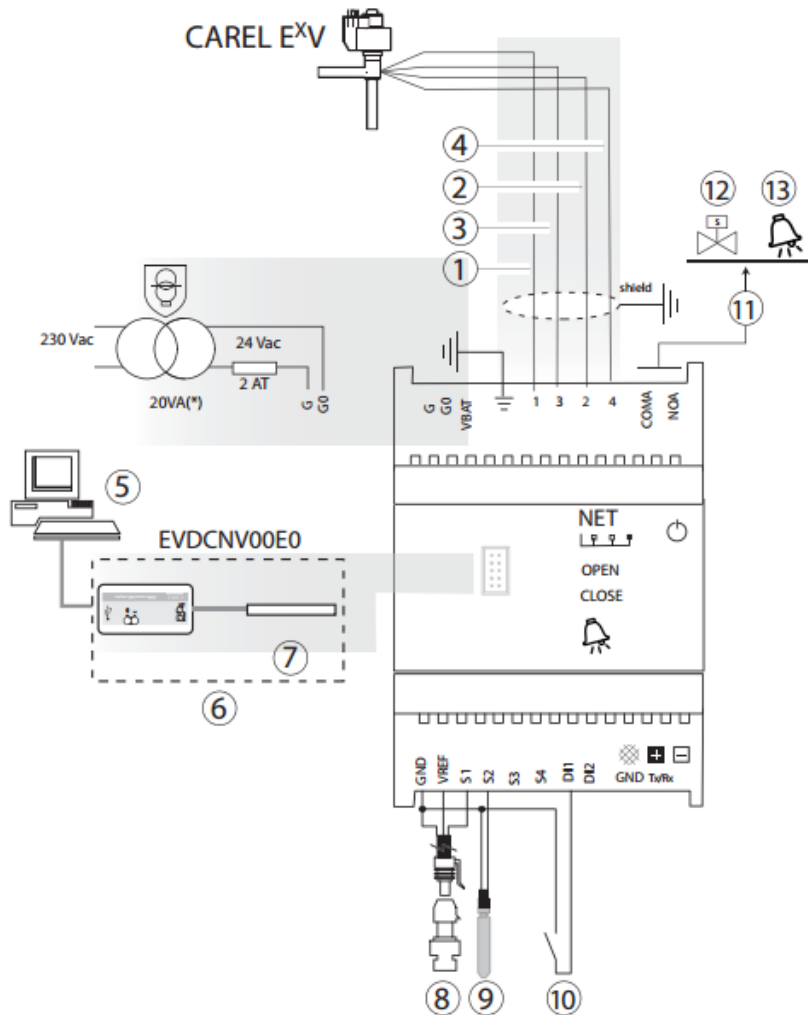 CAREL EXV
4
2
3
1
12
13
S
shield
11
230 Vac
24 Vac
2 AT
20VA(*)
G
G0
G
G0
VBAT
1
3
2
4
COMA
NOA
5
EVDCNV00E0
NET
OPEN
CLOSE
7
6
GND
VREF
S1
S2
S3
S4
DI1
DI2
GND Tx/Rx
+
−
8
9
10